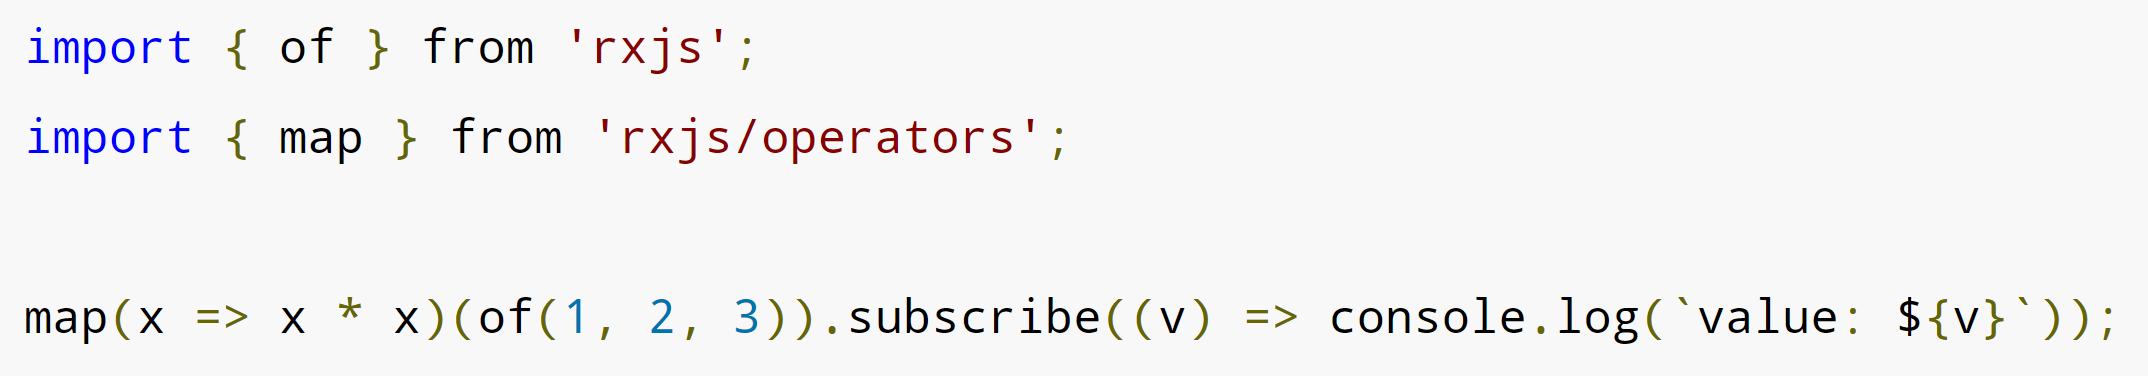 import { of } from 'rxjs';
import { map } from 'rxjs/operators';
map(x => x * x)(of(1, 2, 3)).subscribe((v) => console.log(`value: ${v}`));